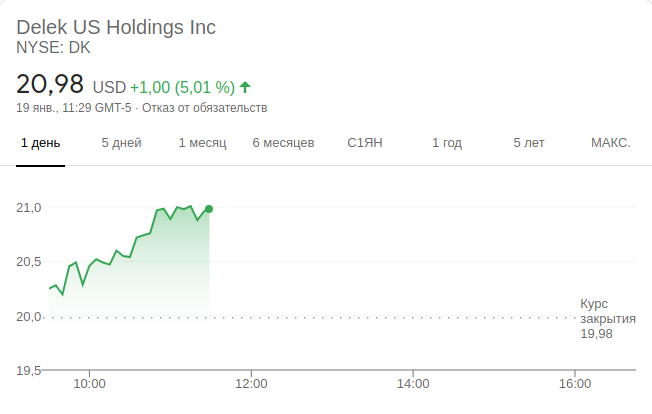 Delek US Holdings Inc
NYSE: DK
20,98 USD +1,00 (5,01 %)
19 янв., 11:29 GMT-5 · Отказ от обязательств
1 день 5 дней 1 месяц 6 месяцев С1ЯН 1 год 5 лет МАКС.
21,0
20,5
Курс
20,0 закрытия
19,98
19,5
10:00 12:00 14:00 16:00